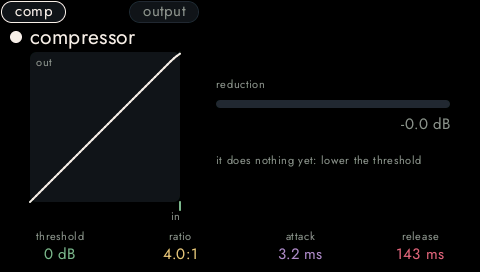 comp output
compressor
out
reduction
-0.0 dB
it does nothing yet: lower the threshold
in
threshold ratio attack release
0 dB 4.0:1 3.2 ms 143 ms